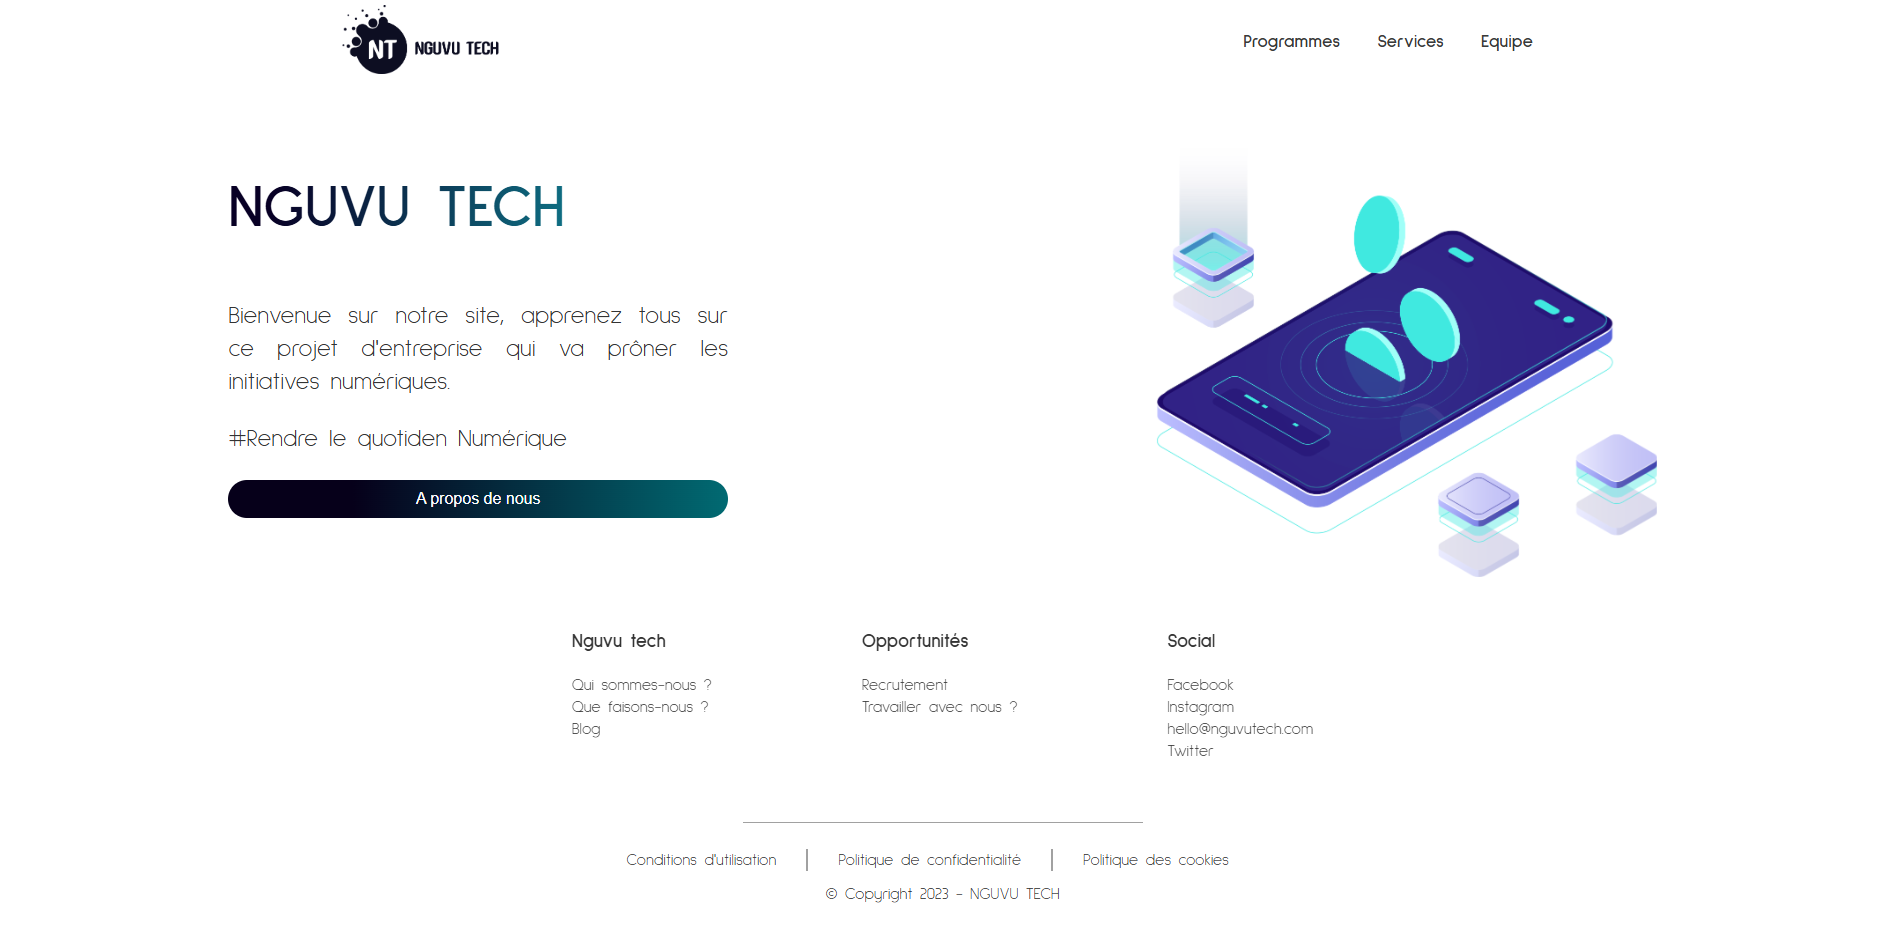 NT NGUVU TECH
Programmes Services Equipe
NGUVU TECH
Bienvenue sur notre site, apprenez tous sur
ce projet d'entreprise qui va prôner les
initiatives numériques.
#Rendre le quotiden Numérique
A propos de nous
Nguvu tech
Qui sommes-nous ?
Que faisons-nous ?
Blog
Opportunités
Recrutement
Travailler avec nous ?
Social
Facebook
Instagram
hello@nguvutech.com
Twitter
Conditions d'utilisation
Politique de confidentialité
Politique des cookies
© Copyright 2023 - NGUVU TECH